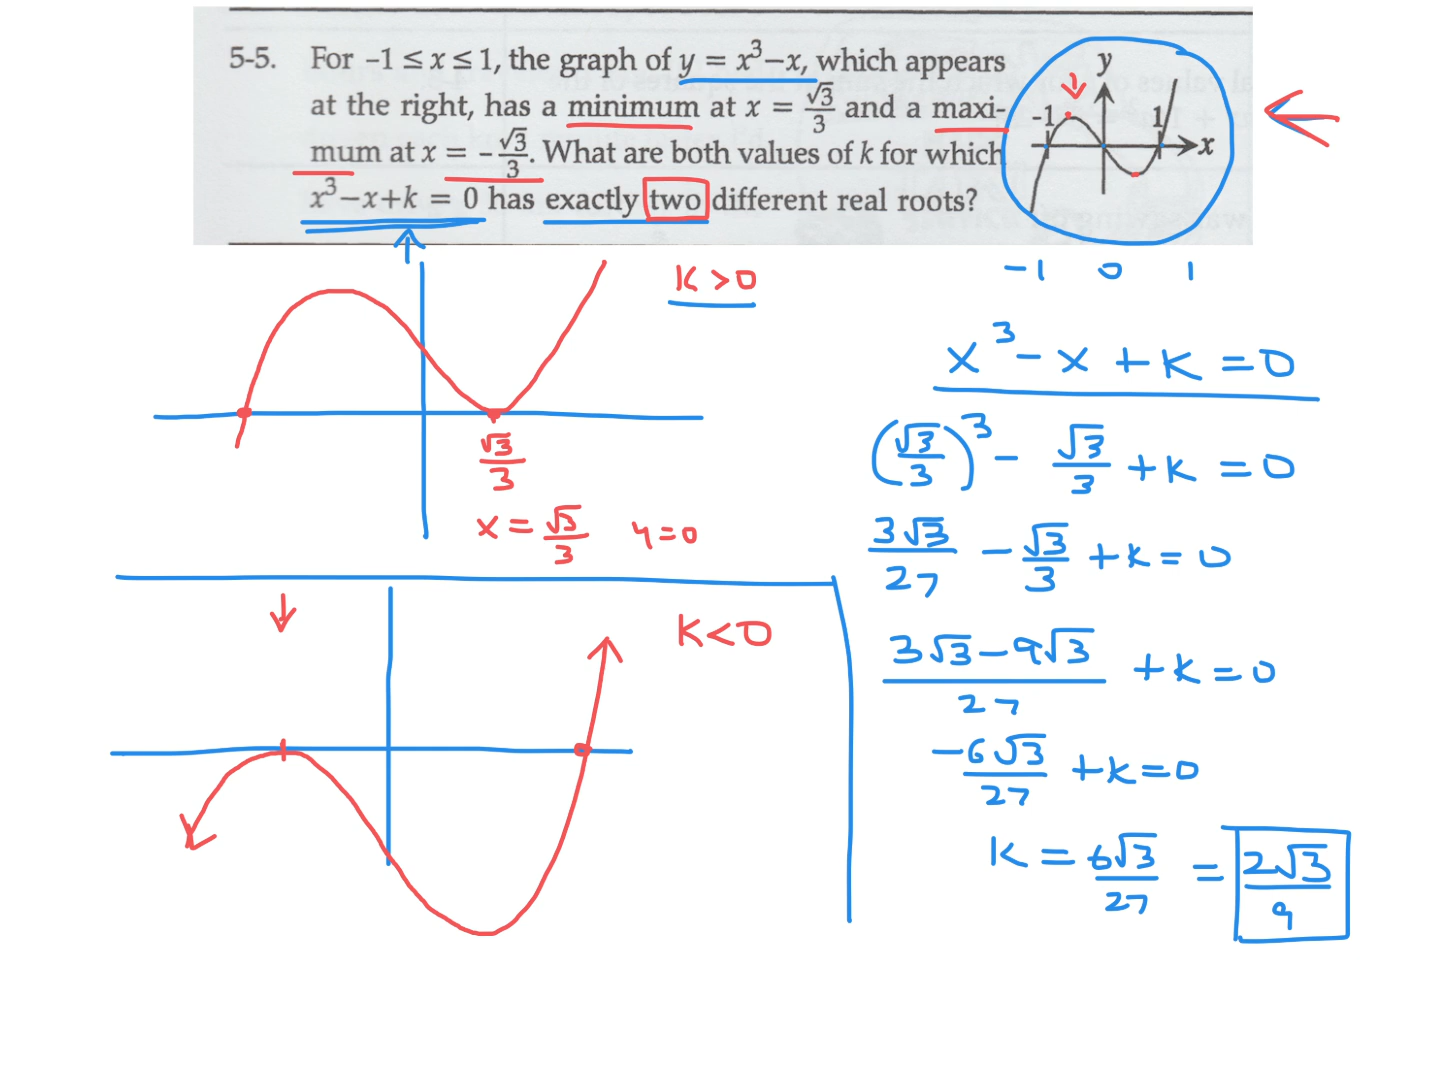 5-5. For -1 ≤ x ≤ 1, the graph of y = x³-x, which appears
at the right, has a minimum at x = √3/3 and a maxi-
mum at x = -√3/3. What are both values of k for which
x³-x+k = 0 has exactly two different real roots?
y
-1
1
x
-1 0 1
K > 0
√3/3
x = √3/3 y=0
K<0
x³ - x + k = 0
(√3/3)³ - √3/3 + k = 0
3√3/27 - √3/3 + k = 0
3√3-9√3/27 + k = 0
-6√3/27 + k = 0
k = 6√3/27 = 2√3/9